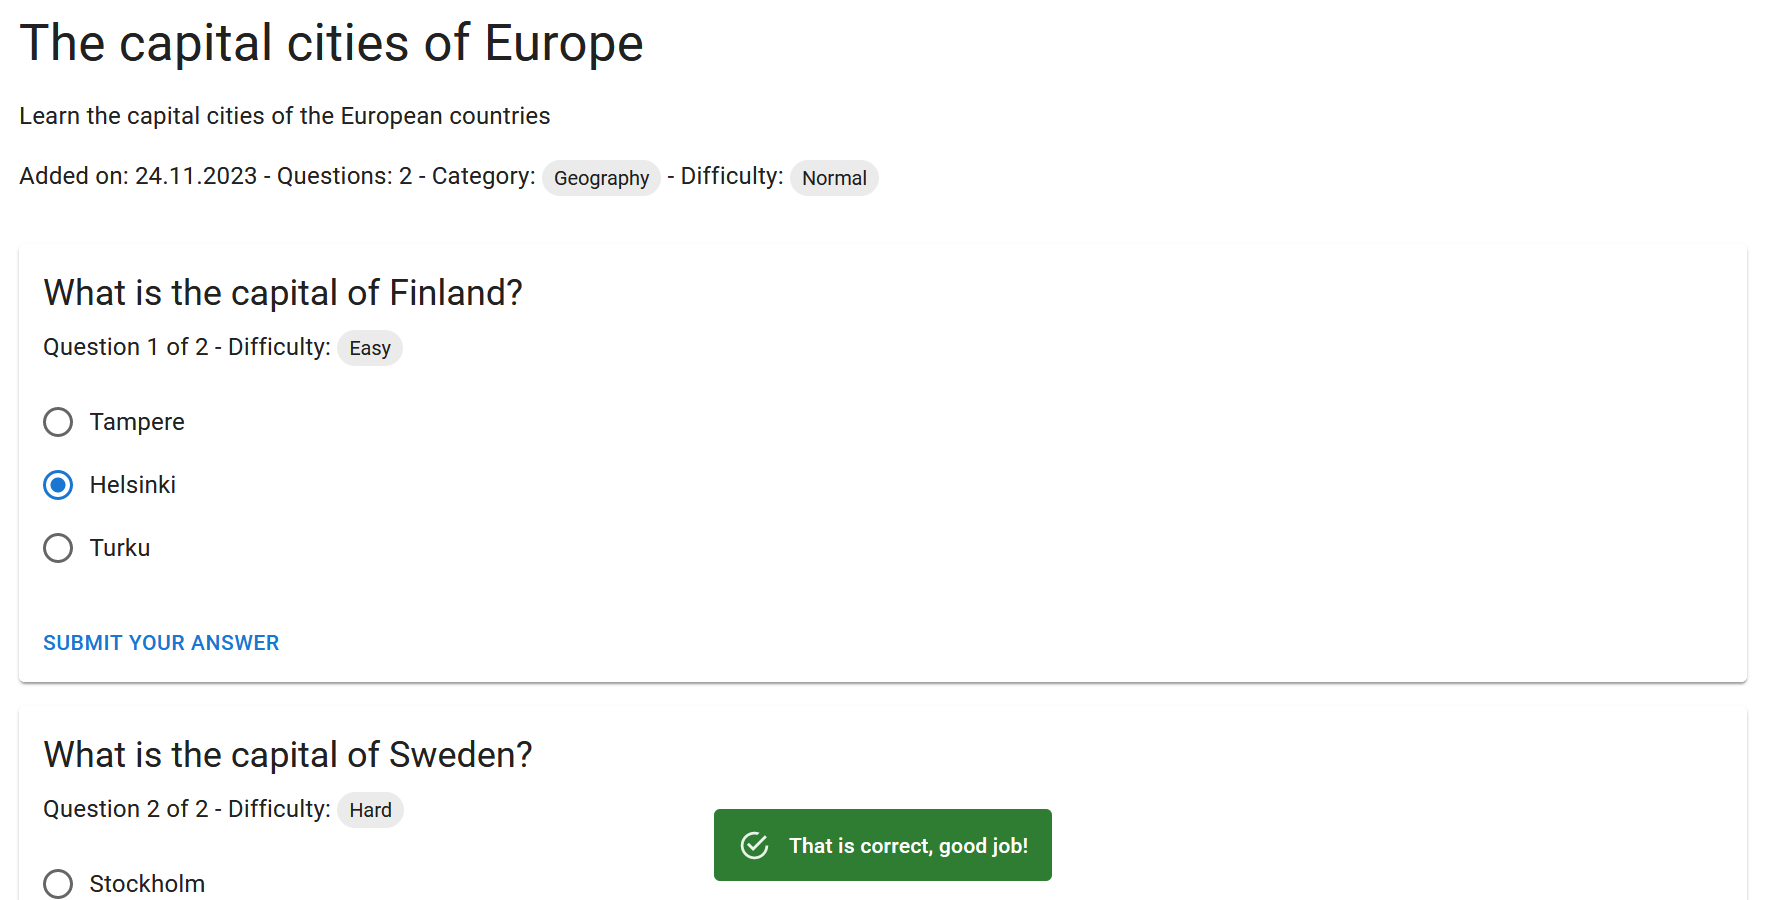 The capital cities of Europe
Learn the capital cities of the European countries
Added on: 24.11.2023 - Questions: 2 - Category: Geography - Difficulty: Normal
What is the capital of Finland?
Question 1 of 2 - Difficulty: Easy
Tampere
Helsinki
Turku
SUBMIT YOUR ANSWER
What is the capital of Sweden?
Question 2 of 2 - Difficulty: Hard
That is correct, good job!
Stockholm